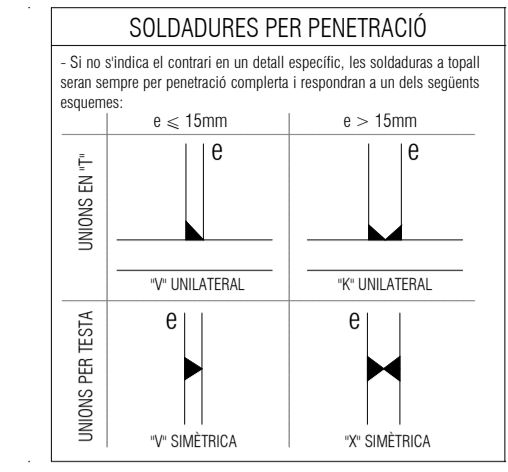 SOLDADURES PER PENETRACIÓ
- Si no s'indica el contrari en un detall específic, les soldaduras a topall
seran sempre per penetració complerta i respondran a un dels següents
esquemes:
e ⩽ 15mm
e > 15mm
UNIONS EN "T"
e
e
"V" UNILATERAL
"K" UNILATERAL
UNIONS PER TESTA
e
e
"V" SIMÈTRICA
"X" SIMÈTRICA